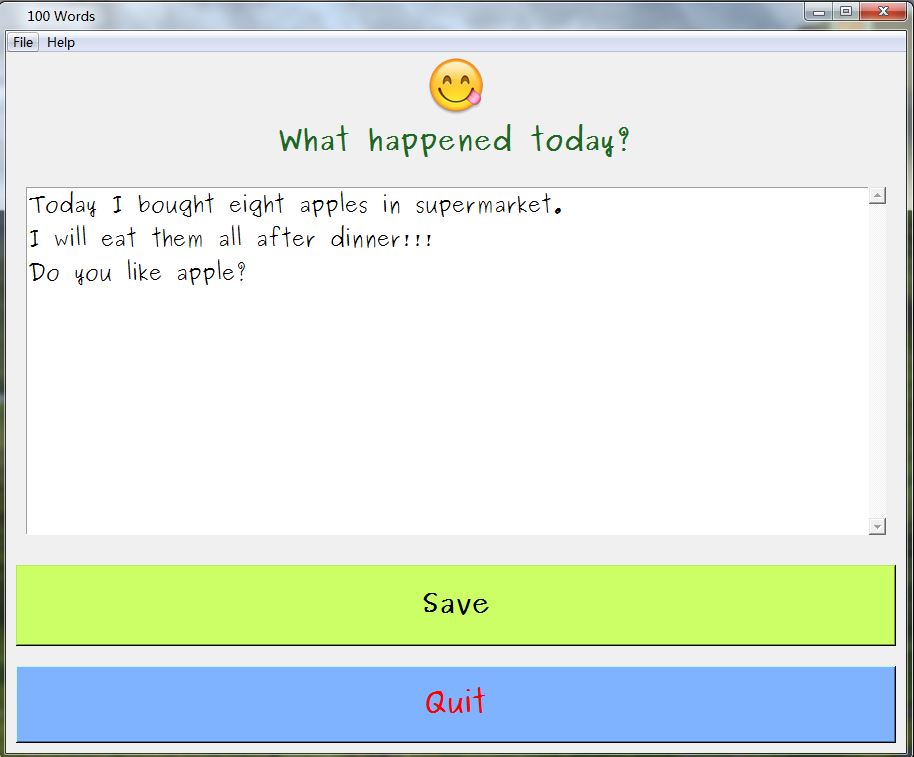 100 Words
File Help
What happened today?
Today I bought eight apples in supermarket.
I will eat them all after dinner!!!
Do you like apple?
Save
Quit